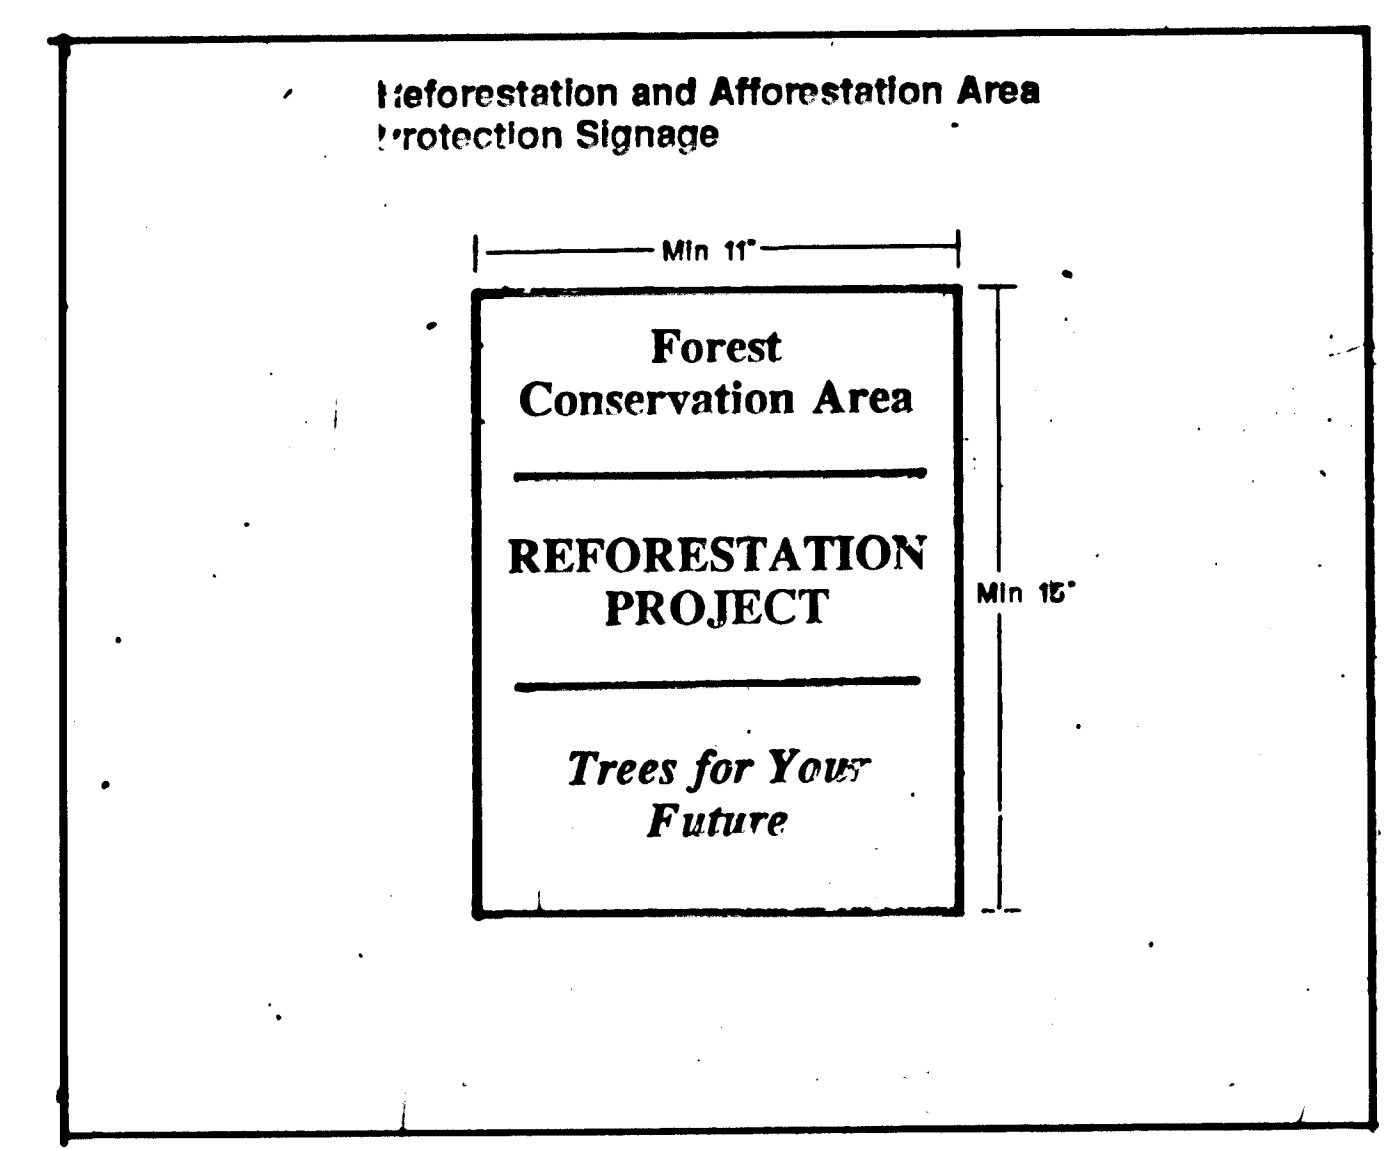 Reforestation and Afforestation Area
Protection Signage
Min 11"
Forest
Conservation Area
REFORESTATION
PROJECT
Min 15"
Trees for Your
Future